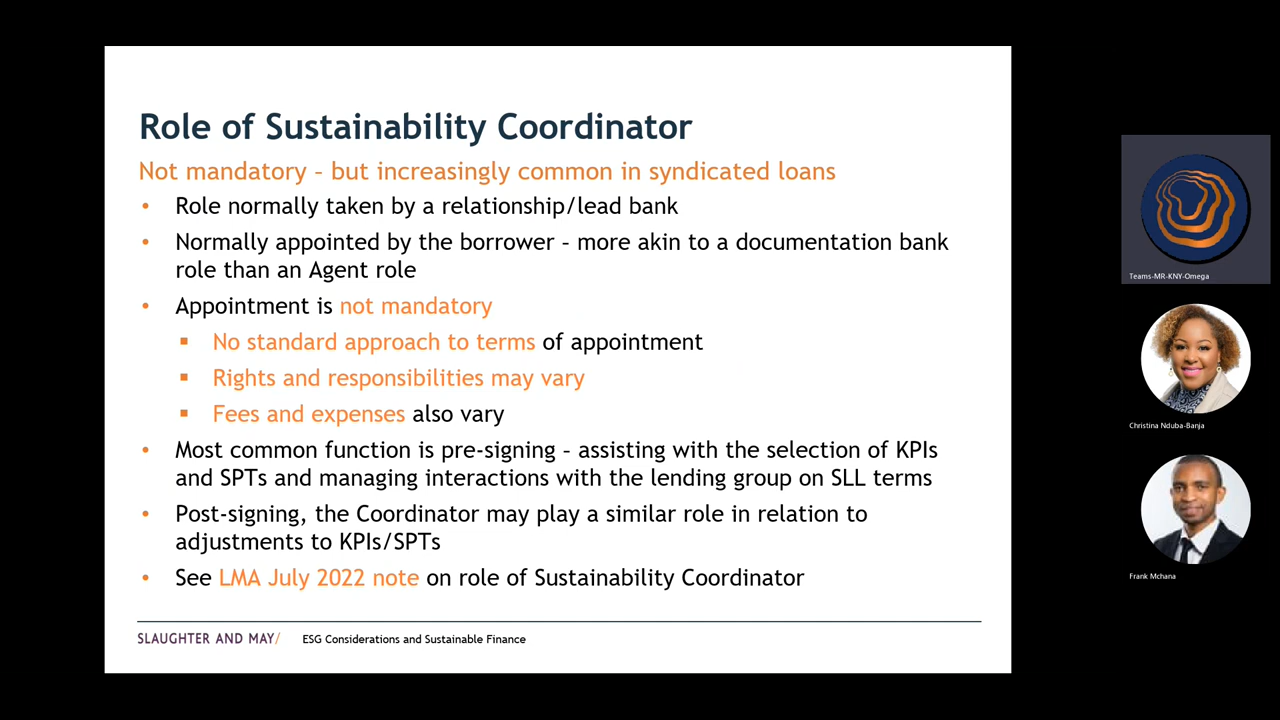 Role of Sustainability Coordinator
Not mandatory – but increasingly common in syndicated loans
• Role normally taken by a relationship/lead bank
• Normally appointed by the borrower – more akin to a documentation bank
role than an Agent role
• Appointment is not mandatory
▪ No standard approach to terms of appointment
▪ Rights and responsibilities may vary
▪ Fees and expenses also vary
• Most common function is pre-signing – assisting with the selection of KPIs
and SPTs and managing interactions with the lending group on SLL terms
• Post-signing, the Coordinator may play a similar role in relation to
adjustments to KPIs/SPTs
• See LMA July 2022 note on role of Sustainability Coordinator
SLAUGHTER AND MAY/ ESG Considerations and Sustainable Finance
Teams-MR-KNY-Omega
Christina Nduba-Banja
Frank Mchana